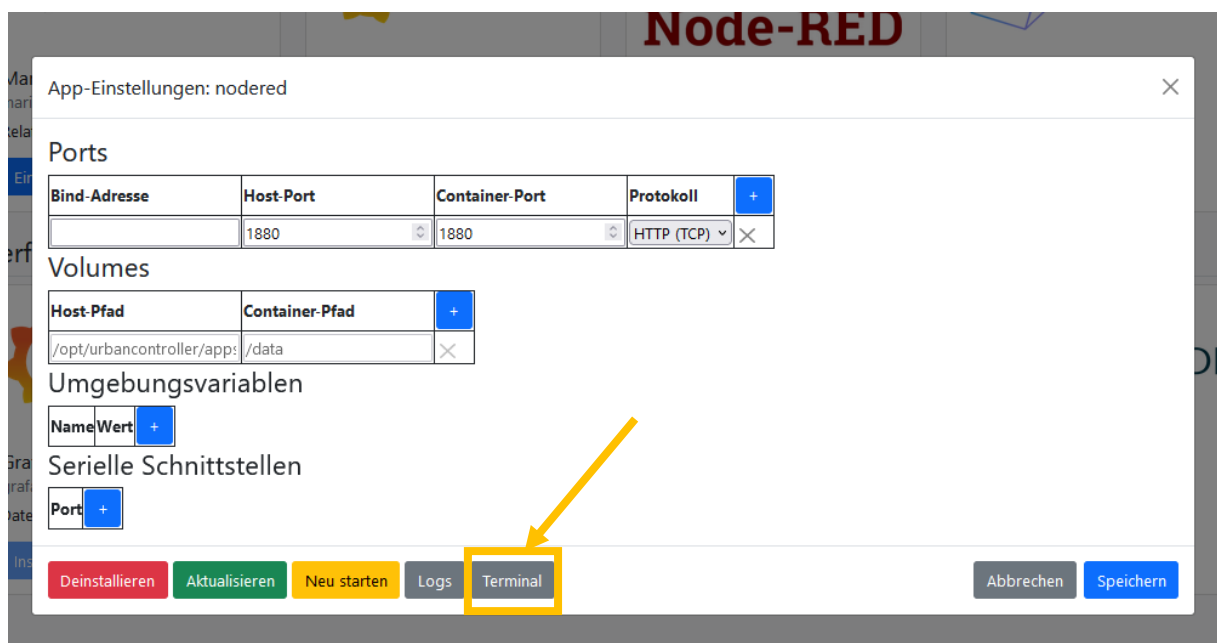 Node-RED
App-Einstellungen: nodered
Ports
Bind-Adresse Host-Port Container-Port Protokoll +
1880 1880 HTTP (TCP)
Volumes
Host-Pfad Container-Pfad +
/opt/urbancontroller/apps /data
Umgebungsvariablen
Name Wert +
Serielle Schnittstellen
Port +
Deinstallieren Aktualisieren Neu starten Logs Terminal Abbrechen Speichern